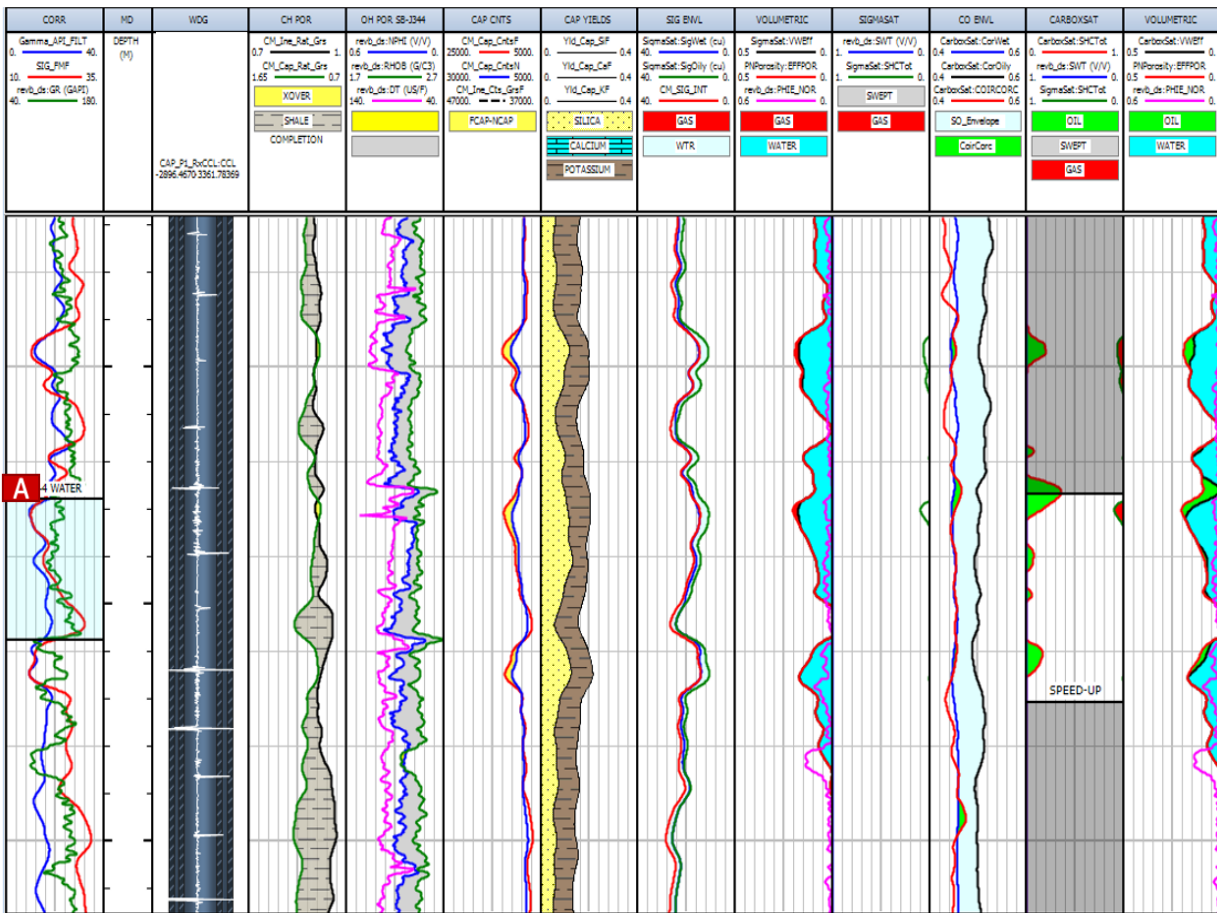 CORR
Gamma_API_FILT
0. 40.
SIG_FMF
10. 35.
revb_ds:GR (GAPI)
40. 180.
MD
DEPTH
(M)
WDG
CAP_P1_RxCCL:CCL
-2896.4670-3361.78369
CH POR
CM_Ine_Rat_Grs
0.7 1.
CM_Cap_Rat_Grs
1.65 0.7
XOVER
SHALE
COMPLETION
OH POR SB-J344
revb_ds:NPHI (V/V)
0.6 0.
revb_ds:RHOB (G/C3)
1.7 2.7
revb_ds:DT (US/F)
140. 40.
CAP CNTS
CM_Cap_CntsF
25000. 5000.
CM_Cap_CntsN
30000. 5000.
CM_Ine_Cts_GrsF
47000. 37000.
FCAP-NCAP
CAP YIELDS
Yld_Cap_SiF
0. 0.4
Yld_Cap_CaF
0. 0.4
Yld_Cap_KF
0. 0.4
SILICA
CALCIUM
POTASSIUM
SIG ENVL
SigmaSat:SigWet (cu)
40. 0.
SigmaSat:SigOilly (cu)
40. 0.
CM_SIG_INT
40. 0.
GAS
WTR
VOLUMETRIC
SigmaSat:VWEff
0.5 0.
PNPorosity:EFFPOR
0.5 0.
revb_ds:PHIE_NOR
0.6 0.
GAS
WATER
SIGMASAT
revb_ds:SWT (V/V)
1. 0.
SigmaSat:SHCTot
1. 0.
SWEPT
GAS
CO ENVL
CarboxSat:CorWet
0.4 0.6
CarboxSat:CorOilly
0.4 0.6
CarboxSat:COIRCORC
0.4 0.6
SO_Envelope
CoirCorc
CARBOXSAT
CarboxSat:SHCTot
0. 1.
revb_ds:SWT (V/V)
1. 0.
SigmaSat:SHCTot
1. 0.
OIL
SWEPT
GAS
VOLUMETRIC
CarboxSat:VWEff
0.5 0.
PNPorosity:EFFPOR
0.5 0.
revb_ds:PHIE_NOR
0.6 0.
OIL
WATER
A
-4 WATER
SPEED-UP